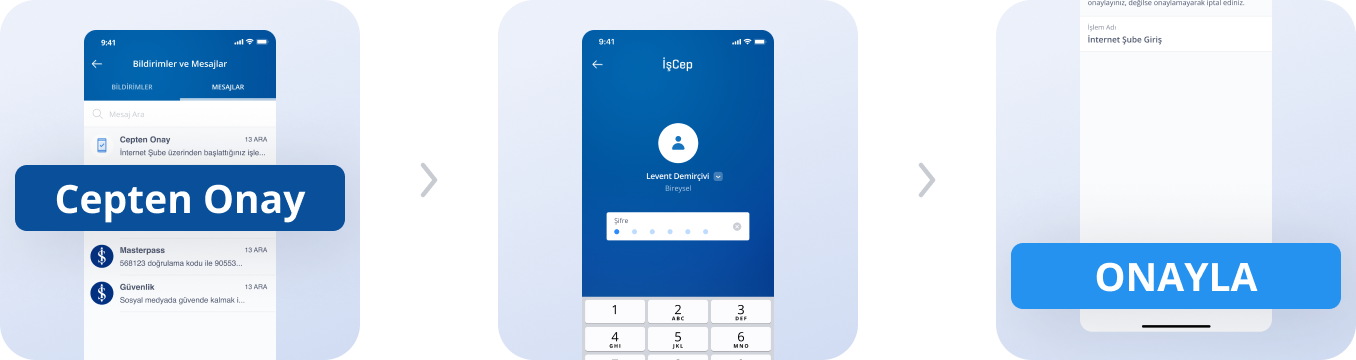 9:41
Bildirimler ve Mesajlar
BİLDİRİMLER MESAJLAR
Mesaj Ara
Cepten Onay 13 ARA
İnternet Şube üzerinden başlattığınız işle...
Cepten Onay
Masterpass 13 ARA
568123 doğrulama kodu ile 90553...
Güvenlik 13 ARA
Sosyal medyada güvende kalmak i...
9:41
İşCep
Levent Demirçivi
Bireysel
Şifre
1 2 3
ABC DEF
4 5 6
GHI JKL MNO
onaylayınız, değilse onaylamayarak iptal ediniz.
İşlem Adı
İnternet Şube Giriş
ONAYLA